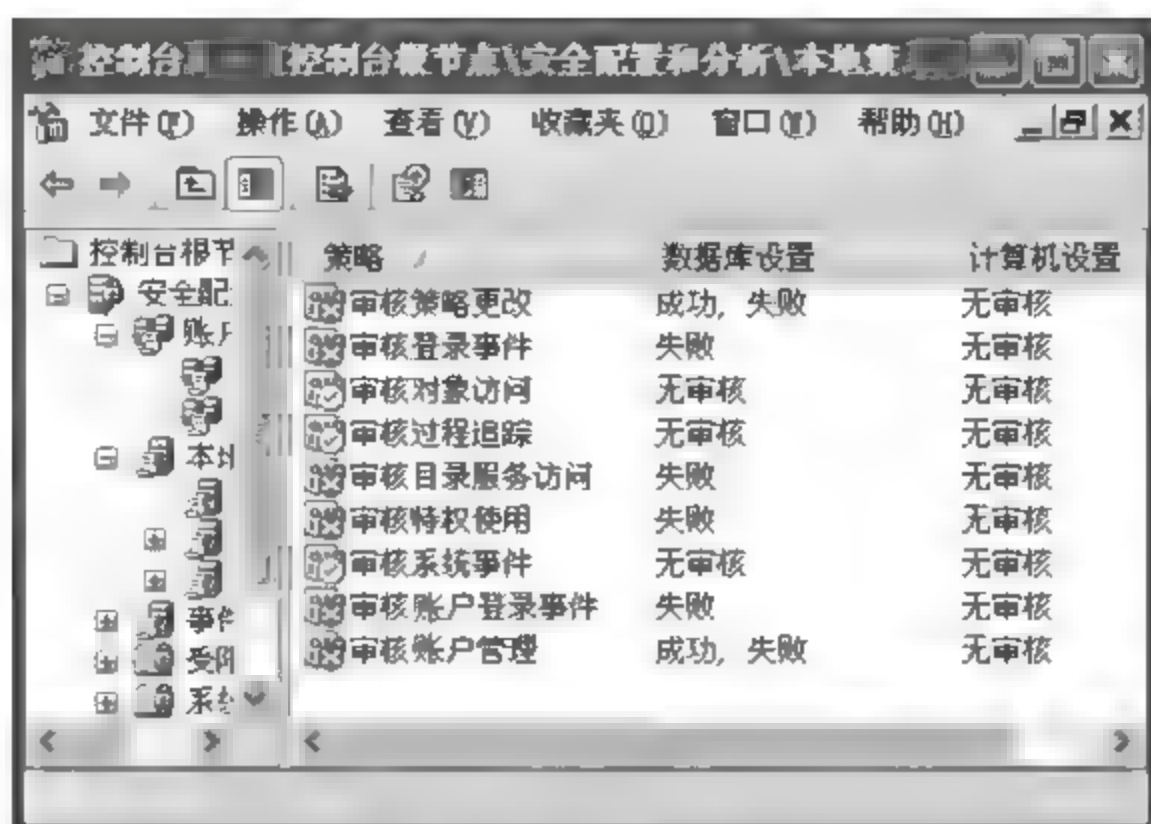 控制台 控制台根节点\安全配置和分析\本地策
文件(F) 操作(A) 查看(V) 收藏夹(O) 窗口(W) 帮助(H)
控制台根节
安全配
账户
本地
事件
受限
系统
策略 数据库设置 计算机设置
审核策略更改 成功，失败 无审核
审核登录事件 失败 无审核
审核对象访问 无审核 无审核
审核过程追踪 无审核 无审核
审核目录服务访问 失败 无审核
审核特权使用 失败 无审核
审核系统事件 无审核 无审核
审核账户登录事件 失败 无审核
审核账户管理 成功，失败 无审核